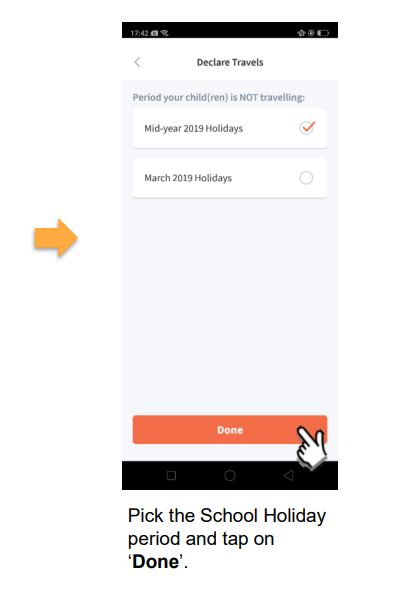 17:42
Declare Travels
Period your child(ren) is NOT travelling:
Mid-year 2019 Holidays
March 2019 Holidays
Done
Pick the School Holiday
period and tap on
‘Done’.